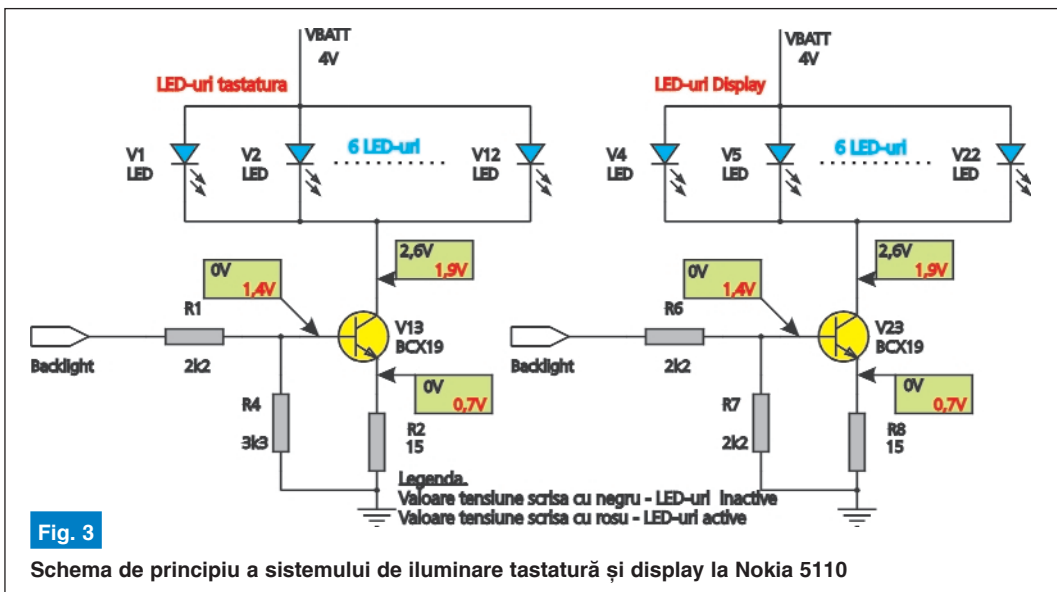 VBATT
4V
LED-uri tastatura
V1
LED
V2
LED
6 LED-uri
V12
LED
2,6V
1,9V
0V
1,4V
R1
2k2
Backlight
V13
BCX19
R4
3k3
0V
0,7V
R2
15
VBATT
4V
LED-uri Display
V4
LED
V5
LED
6 LED-uri
V22
LED
2,6V
1,9V
0V
1,4V
R6
2k2
Backlight
V23
BCX19
R7
2k2
0V
0,7V
R8
15
Legenda
Valoare tensiune scrisa cu negru - LED-uri Inactive
Valoare tensiune scrisa cu rosu - LED-uri active
Fig. 3
Schema de principiu a sistemului de iluminare tastatură și display la Nokia 5110